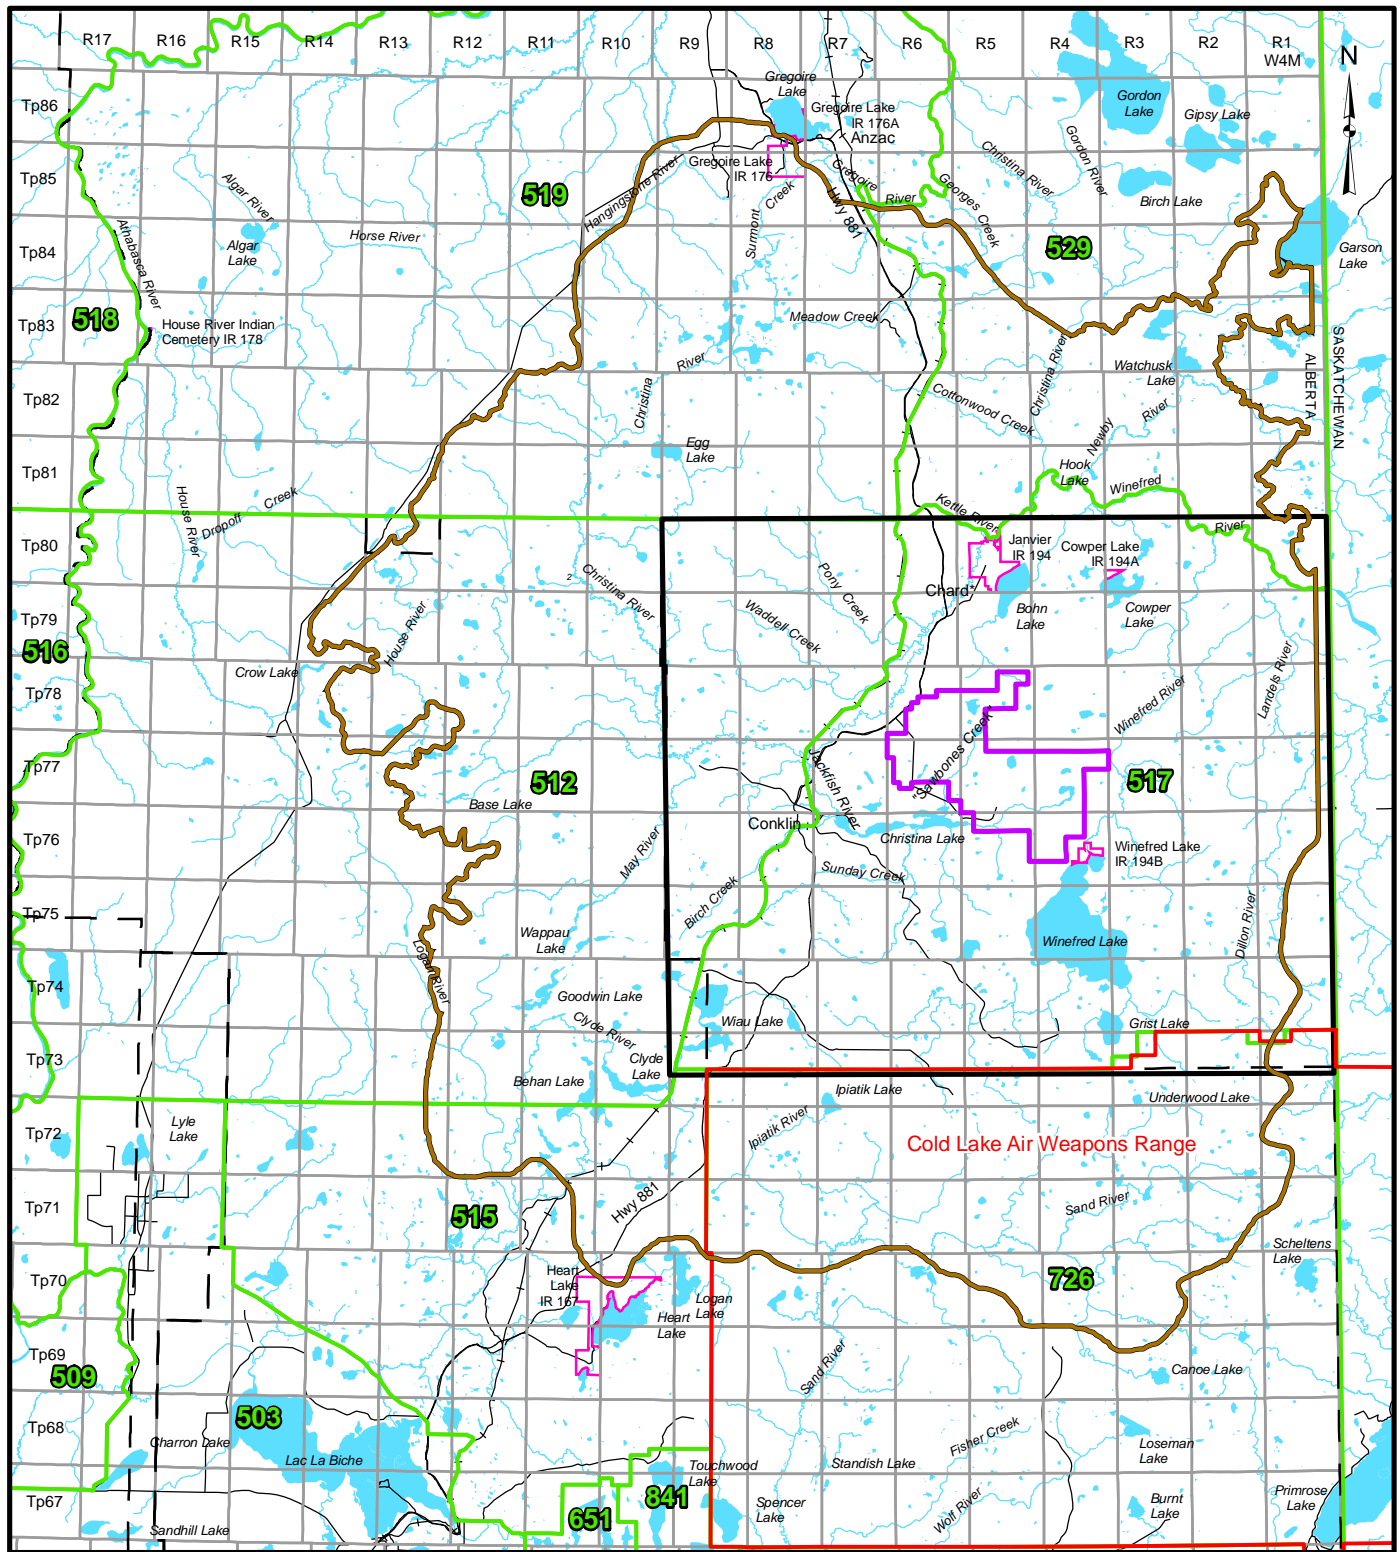 R17
R16
R15
R14
R13
R12
R11
R10
R9
R8
R7
R6
R5
R4
R3
R2
R1
W4M
N
Tp86
Tp85
Tp84
Tp83
Tp82
Tp81
Tp80
Tp79
Tp78
Tp77
Tp76
Tp75
Tp74
Tp73
Tp72
Tp71
Tp70
Tp69
Tp68
Tp67
Gregoire
Lake
Gregoire Lake
IR 176A
Anzac
Gregoire Lake
IR 176
Gordon
Lake
Gipsy Lake
Gordon River
Christina River
Birch Lake
Georges Creek
Gregoire
River
Hwy 881
Surmont
Creek
Hangingstone River
519
529
518
Algar River
Algar
Lake
Horse River
Athabasca River
House River Indian
Cemetery IR 178
Garson
Lake
SASKATCHEWAN
ALBERTA
Meadow Creek
Christina River
Watchusk
Lake
Christina
River
Cottonwood Creek
Newby
River
Egg
Lake
Hook
Lake
Winefred
River
Kettle River
House River
Dropoff
Creek
Janvier
IR 194
Cowper Lake
IR 194A
Chard
Bohn
Lake
Cowper
Lake
2
Christina River
Pony Creek
Waddell Creek
House River
516
Crow Lake
Landels River
Winefred River
"Sawbones Creek"
Jackfish River
512
517
Base Lake
Conklin
Christina Lake
Winefred Lake
IR 194B
May River
Sunday Creek
Birch Creek
Wappau
Lake
Dillon River
Winefred Lake
Logan River
Goodwin Lake
Clyde River
Wiau Lake
Grist Lake
Clyde
Lake
Behan Lake
Ipiatik Lake
Underwood Lake
Lyle
Lake
Ipiatik River
Cold Lake Air Weapons Range
Sand River
Hwy 881
515
Scheltens
Lake
726
Heart
Lake
IR 167
Logan
Lake
Heart
Lake
Sand River
Canoe Lake
509
503
Charron Lake
Lac La Biche
Fisher Creek
Loseman
Lake
Standish Lake
Touchwood
Lake
841
651
Spencer
Lake
Wolf River
Burnt
Lake
Primrose
Lake
Sandhill Lake